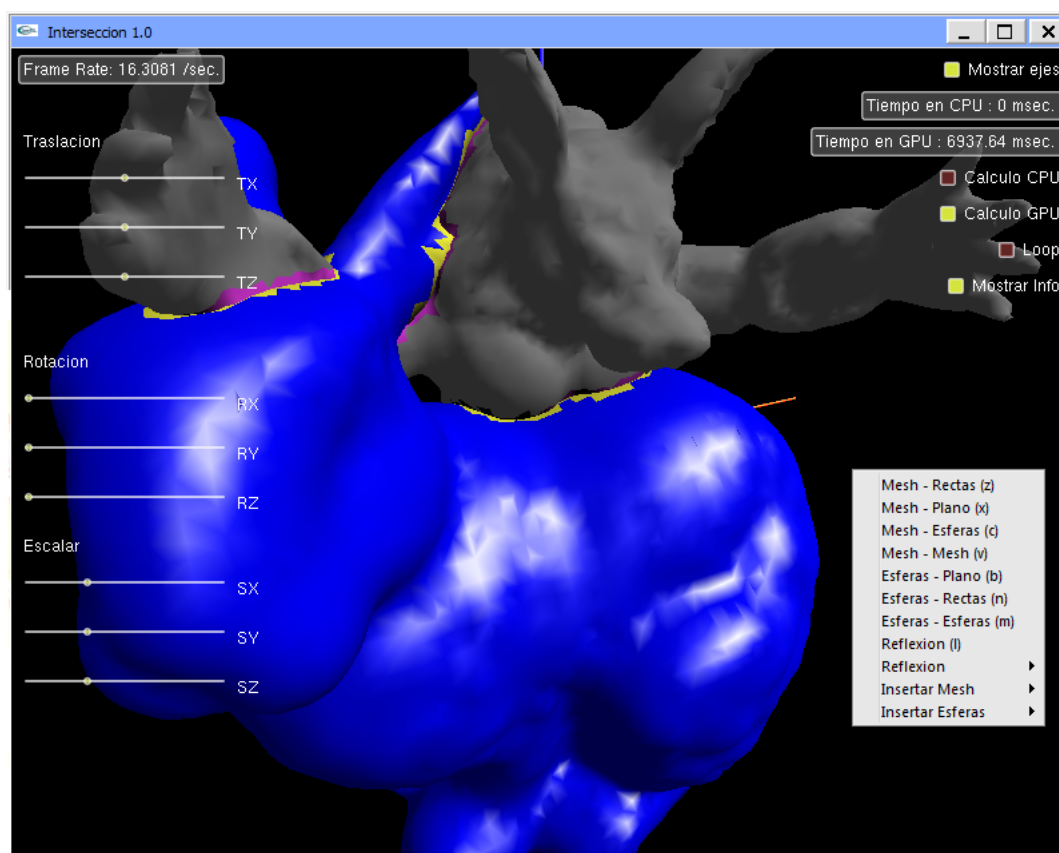 Interseccion 1.0
Frame Rate: 16.3081 /sec.
Mostrar ejes
Tiempo en CPU : 0 msec.
Tiempo en GPU : 6937.64 msec.
Calculo CPU
Calculo GPU
Loop
Mostrar Info
Traslacion
TX
TY
TZ
Rotacion
RX
RY
RZ
Escalar
SX
SY
SZ
Mesh - Rectas (z)
Mesh - Plano (x)
Mesh - Esferas (c)
Mesh - Mesh (v)
Esferas - Plano (b)
Esferas - Rectas (n)
Esferas - Esferas (m)
Reflexion (l)
Reflexion
Insertar Mesh
Insertar Esferas